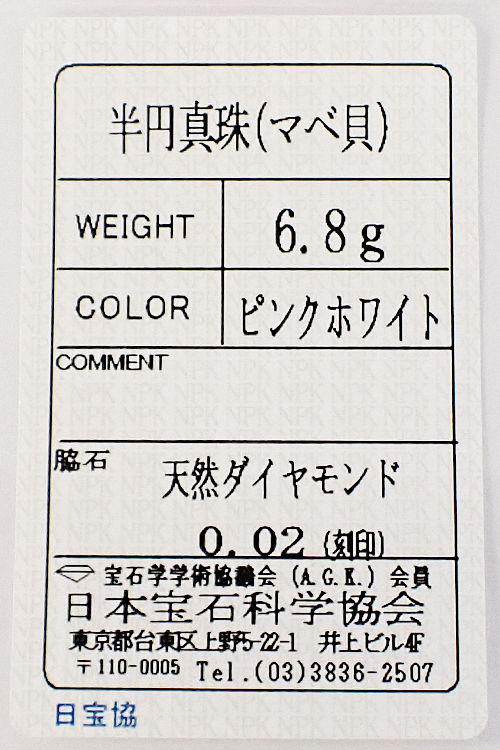 半円真珠(マベ貝)
WEIGHT 6.8g
COLOR ピンクホワイト
COMMENT
脇石 天然ダイヤモンド
0.02 (刻印)
宝石学学術協議会 (A.G.K.) 会員
日本宝石科学協会
東京都台東区上野5-22-1 井上ビル4F
〒110-0005 Tel.(03)3836-2507
日宝協